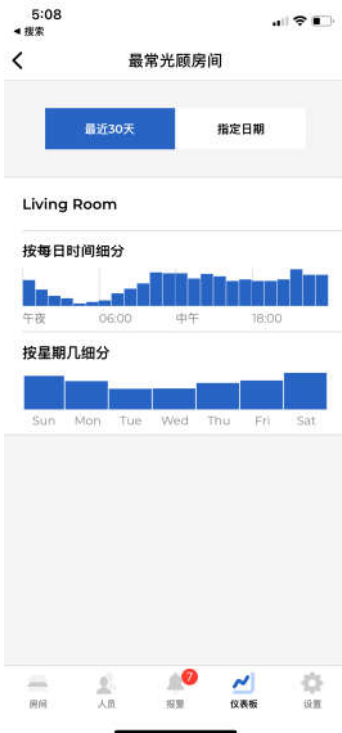 5:08
◀ 搜索
最常光顾房间
最近30天
指定日期
Living Room
按每日时间细分
午夜 06:00 中午 18:00
按星期几细分
Sun Mon Tue Wed Thu Fri Sat
7
房间 人员 报警 仪表板 设置